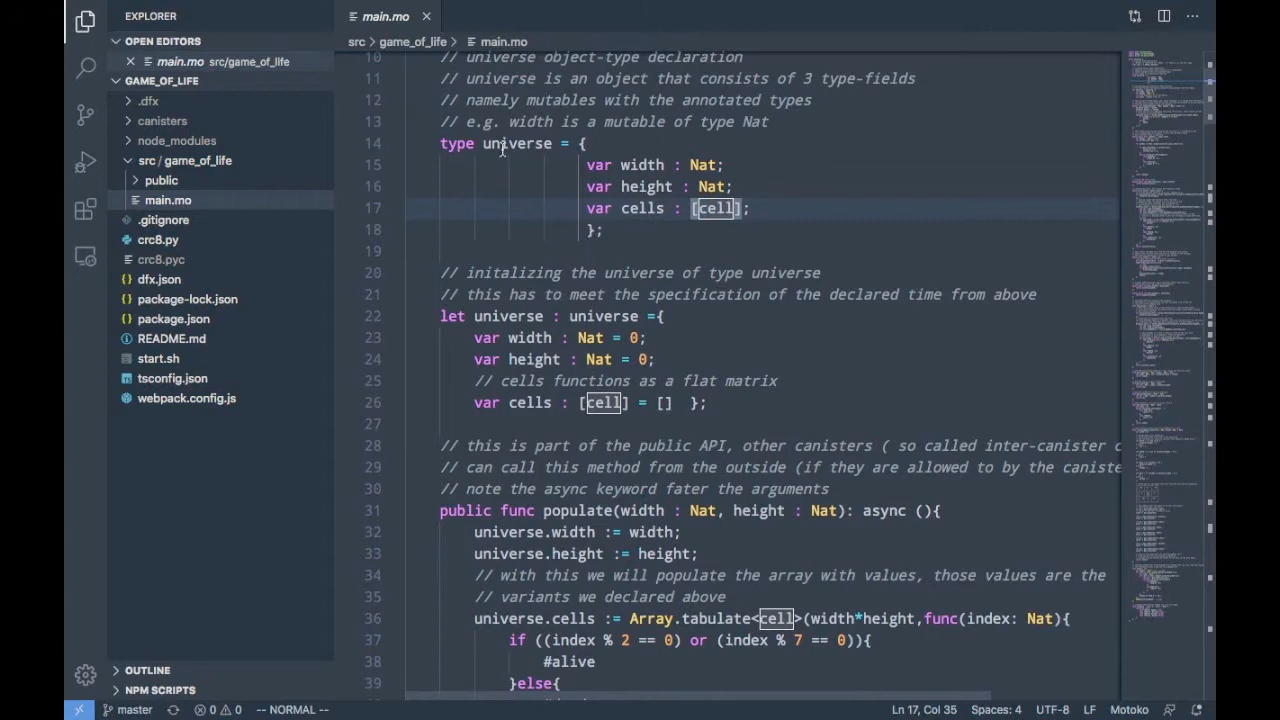 EXPLORER
OPEN EDITORS
main.mo src/game_of_life
GAME_OF_LIFE
.dfx
canisters
node_modules
src/game_of_life
public
main.mo
.gitignore
crc8.py
crc8.pyc
dfx.json
package-lock.json
package.json
README.md
start.sh
tsconfig.json
webpack.config.js
OUTLINE
NPM SCRIPTS
main.mo
src > game_of_life > main.mo
10 // universe object-type declaration
11 // universe is an object that consists of 3 type-fields
12 // namely mutables with the annotated types
13 // e.g. width is a mutable of type Nat
14 type universe = {
15 var width : Nat;
16 var height : Nat;
17 var cells : [cell];
18 };
19
20 // initalizing the universe of type universe
21 // this has to meet the specification of the declared time from above
22 let universe : universe ={
23 var width : Nat = 0;
24 var height : Nat = 0;
25 // cells functions as a flat matrix
26 var cells : [cell] = [] };
27
28 // this is part of the public API, other canisters ( so called inter-canister c
29 // can call this method from the outside (if they are allowed to by the caniste
30 // note the async keyword fater the arguments
31 public func populate(width : Nat, height : Nat): async (){
32 universe.width := width;
33 universe.height := height;
34 // with this we will populate the array with values, those values are the
35 // variants we declared above
36 universe.cells := Array.tabulate<cell>(width*height,func(index: Nat){
37 if ((index % 2 == 0) or (index % 7 == 0)){
38 #alive
39 }else{
master 0 0 -- NORMAL -- Ln 17, Col 35 Spaces: 4 UTF-8 LF Motoko